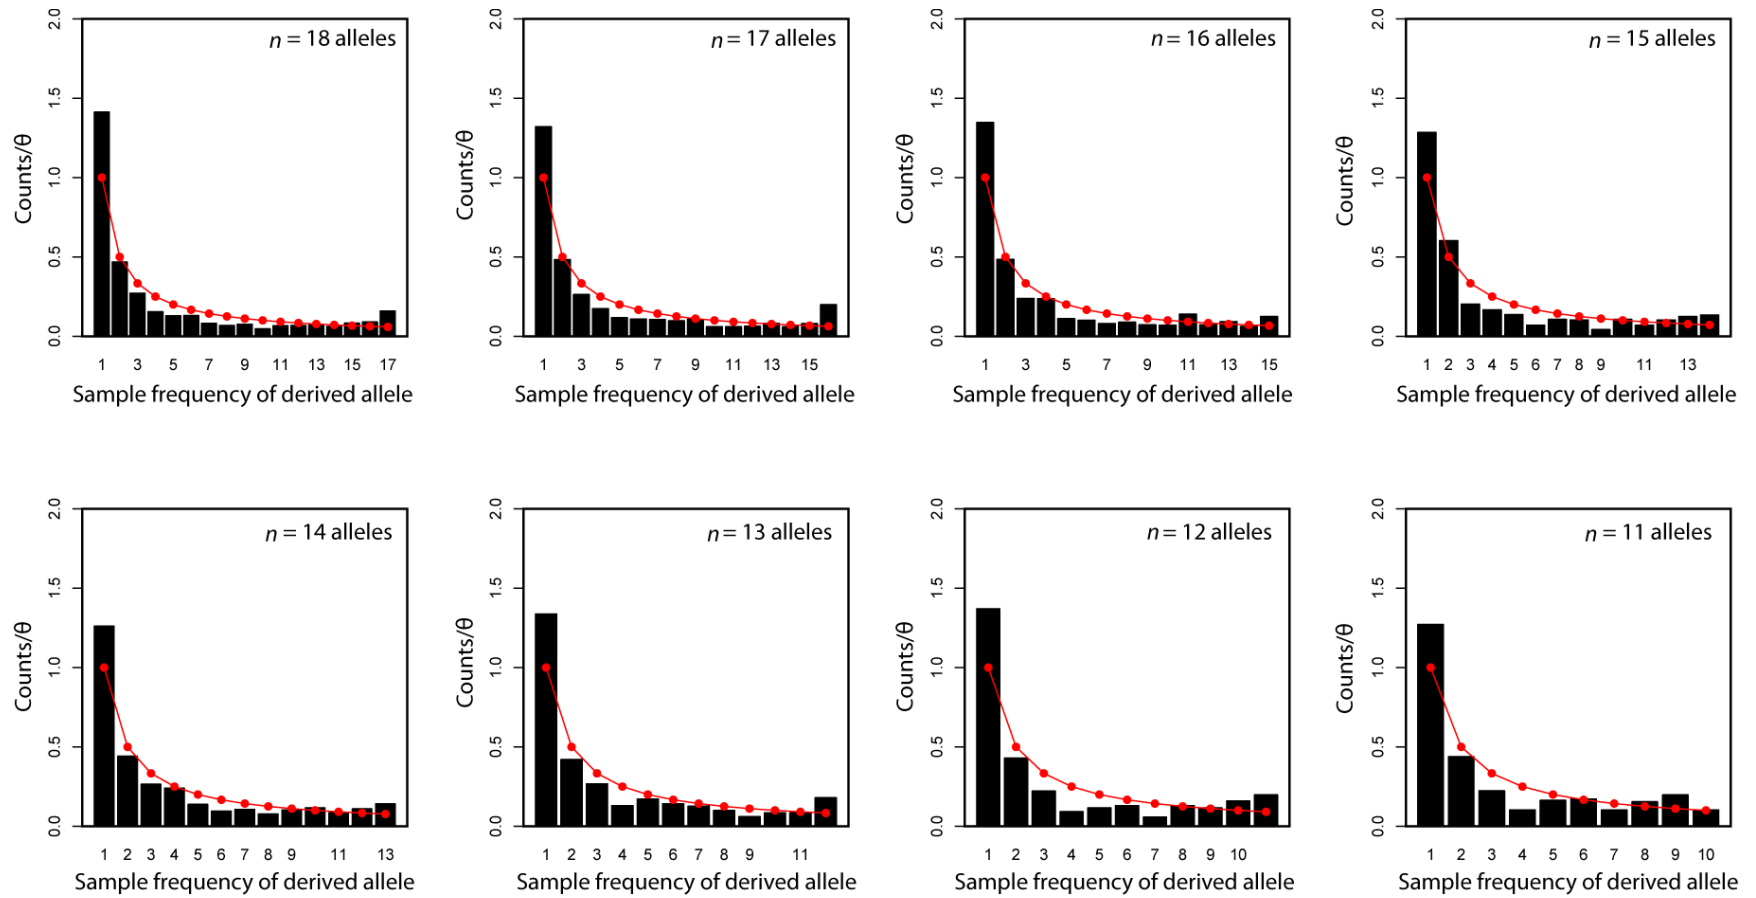 n = 18 alleles
2.0
1.5
1.0
0.5
0.0
Counts/θ
1 3 5 7 9 11 13 15 17
Sample frequency of derived allele
n = 17 alleles
2.0
1.5
1.0
0.5
0.0
Counts/θ
1 3 5 7 9 11 13 15
Sample frequency of derived allele
n = 16 alleles
2.0
1.5
1.0
0.5
0.0
Counts/θ
1 3 5 7 9 11 13 15
Sample frequency of derived allele
n = 15 alleles
2.0
1.5
1.0
0.5
0.0
Counts/θ
1 2 3 4 5 6 7 8 9 11 13
Sample frequency of derived allele
n = 14 alleles
2.0
1.5
1.0
0.5
0.0
Counts/θ
1 2 3 4 5 6 7 8 9 11 13
Sample frequency of derived allele
n = 13 alleles
2.0
1.5
1.0
0.5
0.0
Counts/θ
1 2 3 4 5 6 7 8 9 11
Sample frequency of derived allele
n = 12 alleles
2.0
1.5
1.0
0.5
0.0
Counts/θ
1 2 3 4 5 6 7 8 9 10
Sample frequency of derived allele
n = 11 alleles
2.0
1.5
1.0
0.5
0.0
Counts/θ
1 2 3 4 5 6 7 8 9 10
Sample frequency of derived allele